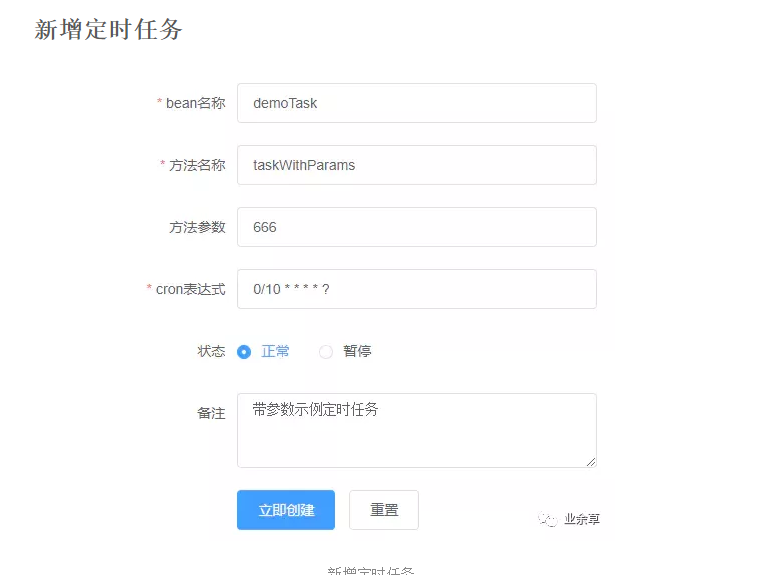 新增定时任务
* bean名称 demoTask
* 方法名称 taskWithParams
方法参数 666
* cron表达式 0/10 * * * * ?
状态 正常 暂停
备注 带参数示例定时任务
立即创建 重置
业余草
新增定时任务